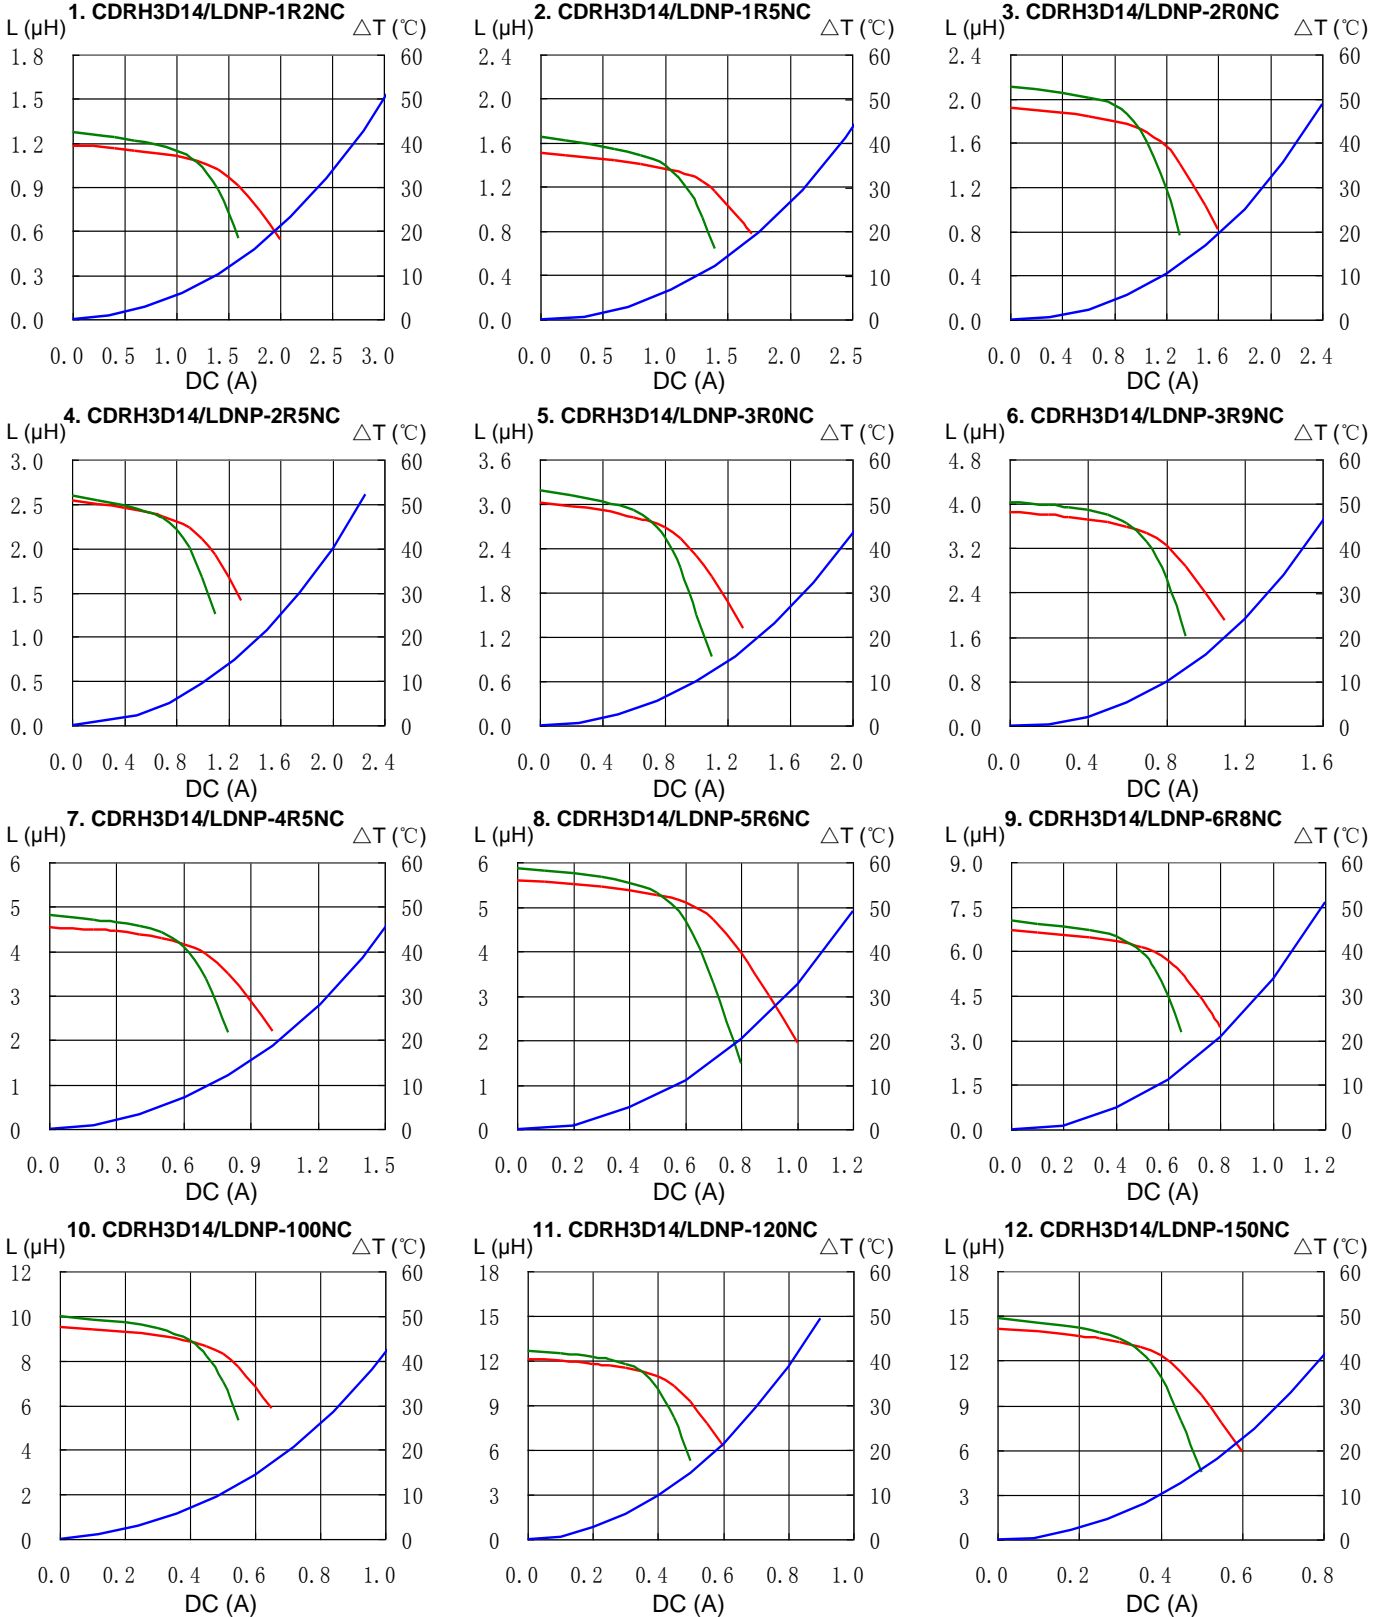 1. CDRH3D14/LDNP-1R2NC
L (μH) △T (℃)
1.8 60
1.5 50
1.2 40
0.9 30
0.6 20
0.3 10
0.0 0
0.0 0.5 1.0 1.5 2.0 2.5 3.0
DC (A)
2. CDRH3D14/LDNP-1R5NC
L (μH) △T (℃)
2.4 60
2.0 50
1.6 40
1.2 30
0.8 20
0.4 10
0.0 0
0.0 0.5 1.0 1.5 2.0 2.5
DC (A)
3. CDRH3D14/LDNP-2R0NC
L (μH) △T (℃)
2.4 60
2.0 50
1.6 40
1.2 30
0.8 20
0.4 10
0.0 0
0.0 0.4 0.8 1.2 1.6 2.0 2.4
DC (A)
4. CDRH3D14/LDNP-2R5NC
L (μH) △T (℃)
3.0 60
2.5 50
2.0 40
1.5 30
1.0 20
0.5 10
0.0 0
0.0 0.4 0.8 1.2 1.6 2.0 2.4
DC (A)
5. CDRH3D14/LDNP-3R0NC
L (μH) △T (℃)
3.6 60
3.0 50
2.4 40
1.8 30
1.2 20
0.6 10
0.0 0
0.0 0.4 0.8 1.2 1.6 2.0
DC (A)
6. CDRH3D14/LDNP-3R9NC
L (μH) △T (℃)
4.8 60
4.0 50
3.2 40
2.4 30
1.6 20
0.8 10
0.0 0
0.0 0.4 0.8 1.2 1.6
DC (A)
7. CDRH3D14/LDNP-4R5NC
L (μH) △T (℃)
6 60
5 50
4 40
3 30
2 20
1 10
0 0
0.0 0.3 0.6 0.9 1.2 1.5
DC (A)
8. CDRH3D14/LDNP-5R6NC
L (μH) △T (℃)
6 60
5 50
4 40
3 30
2 20
1 10
0 0
0.0 0.2 0.4 0.6 0.8 1.0 1.2
DC (A)
9. CDRH3D14/LDNP-6R8NC
L (μH) △T (℃)
9.0 60
7.5 50
6.0 40
4.5 30
3.0 20
1.5 10
0.0 0
0.0 0.2 0.4 0.6 0.8 1.0 1.2
DC (A)
10. CDRH3D14/LDNP-100NC
L (μH) △T (℃)
12 60
10 50
8 40
6 30
4 20
2 10
0 0
0.0 0.2 0.4 0.6 0.8 1.0
DC (A)
11. CDRH3D14/LDNP-120NC
L (μH) △T (℃)
18 60
15 50
12 40
9 30
6 20
3 10
0 0
0.0 0.2 0.4 0.6 0.8 1.0
DC (A)
12. CDRH3D14/LDNP-150NC
L (μH) △T (℃)
18 60
15 50
12 40
9 30
6 20
3 10
0 0
0.0 0.2 0.4 0.6 0.8
DC (A)